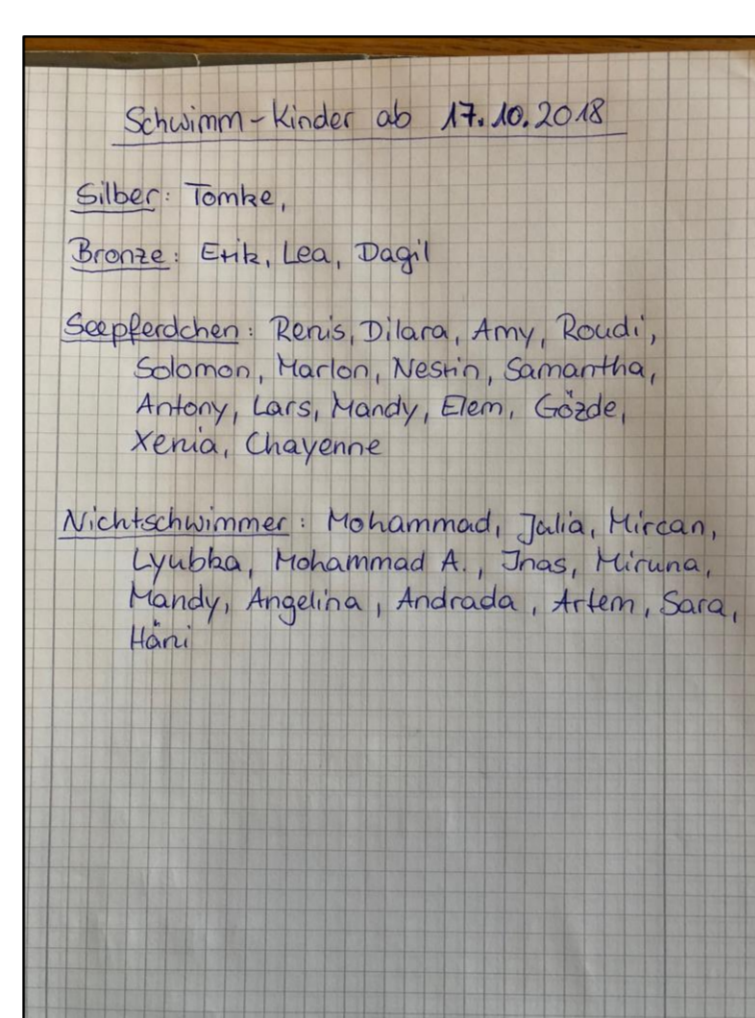 Schwimm-Kinder ab 17.10.2018
Silber: Tomke,
Bronze: Erik, Lea, Dagil
Seepferdchen: Renis, Dilara, Amy, Roudi,
Solomon, Marlon, Nesrin, Samantha,
Antony, Lars, Mandy, Elem, Gözde,
Xenia, Chayenne
Nichtschwimmer: Mohammad, Julia, Mircan,
Lyubka, Mohammad A., Inas, Miruna,
Mandy, Angelina, Andrada, Artem, Sara,
Häni